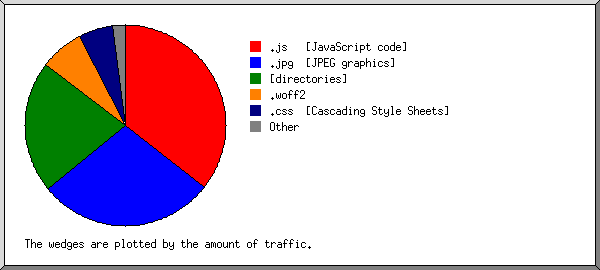 .js [JavaScript code]
.jpg [JPEG graphics]
[directories]
.woff2
.css [Cascading Style Sheets]
Other
The wedges are plotted by the amount of traffic.